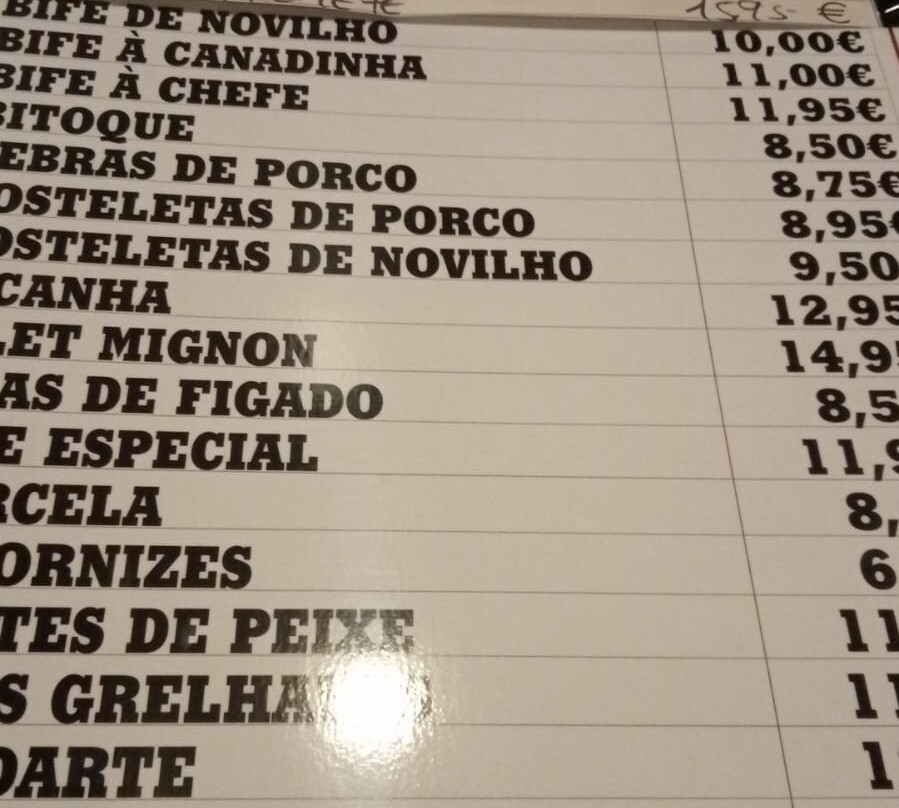 1595 €
BIFE DE NOVILHO 10,00€
BIFE À CANADINHA 11,00€
BIFE À CHEFE 11,95€
BITOQUE 8,50€
EBRAS DE PORCO 8,75€
OSTELETAS DE PORCO 8,95€
OSTELETAS DE NOVILHO 9,50
CANHA 12,95
LET MIGNON 14,9
AS DE FIGADO 8,5
E ESPECIAL 11,9
RCELA 8,
ORNIZES 6
TES DE PEIXE 11
S GRELHA 11
DARTE 1